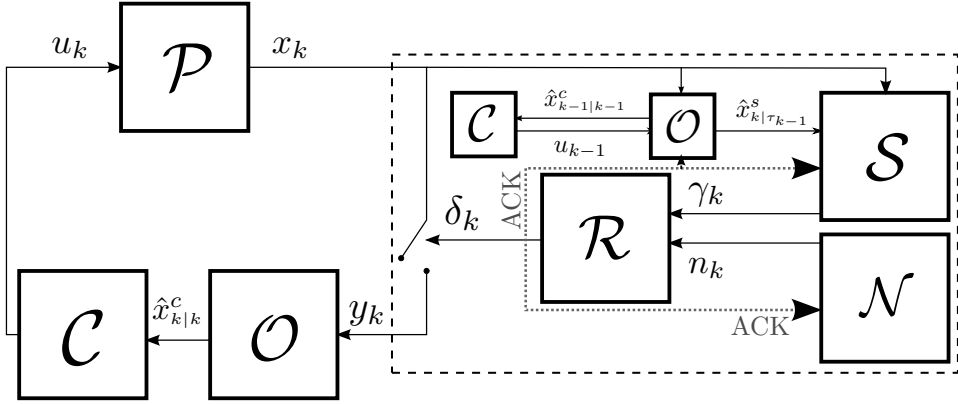 u_k
𝒫
x_k
𝒞
x̂^c_{k-1|k-1}
u_{k-1}
𝒪
x̂^s_{k|τ_{k-1}}
𝒮
ACK
γ_k
δ_k
ℛ
n_k
𝒩
ACK
𝒞
x̂^c_{k|k}
𝒪
y_k